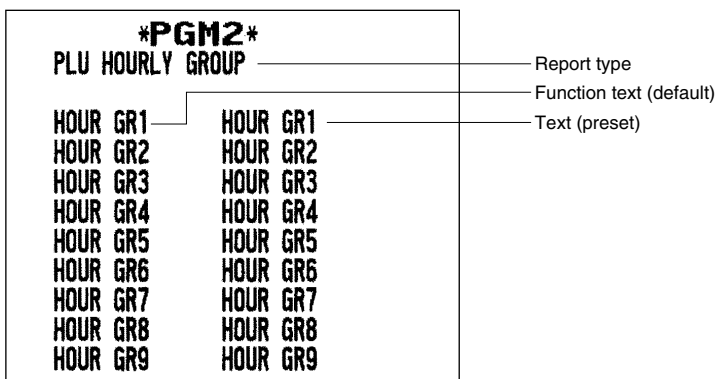 *PGM2*
PLU HOURLY GROUP
Report type
Function text (default)
HOUR GR1 HOUR GR1
Text (preset)
HOUR GR2 HOUR GR2
HOUR GR3 HOUR GR3
HOUR GR4 HOUR GR4
HOUR GR5 HOUR GR5
HOUR GR6 HOUR GR6
HOUR GR7 HOUR GR7
HOUR GR8 HOUR GR8
HOUR GR9 HOUR GR9